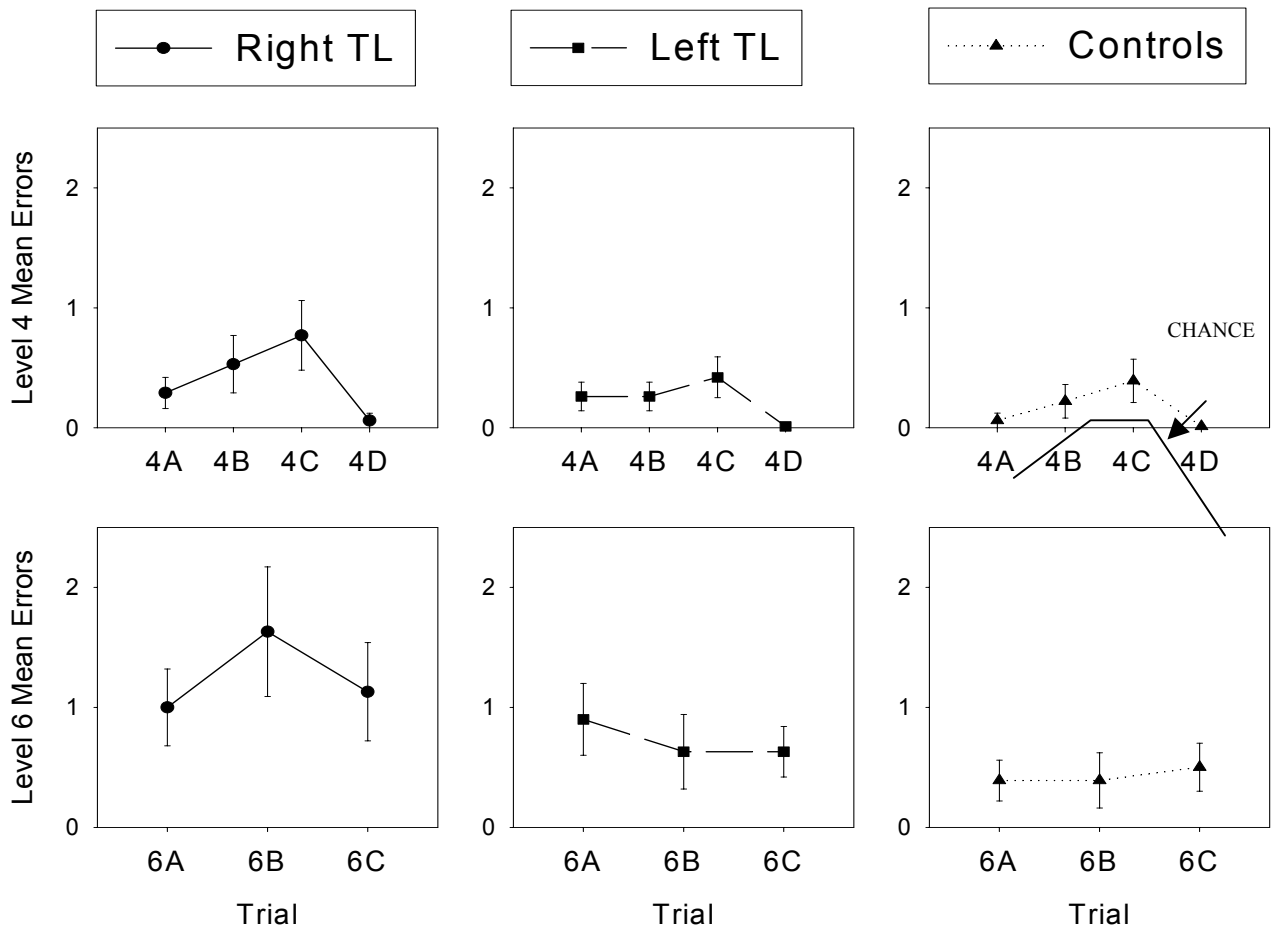 Right TL
Left TL
Controls
Level 4 Mean Errors
2
1
0
4A 4B 4C 4D
2
1
0
4A 4B 4C 4D
2
1
0
CHANCE
4A 4B 4C 4D
Level 6 Mean Errors
2
1
0
6A 6B 6C
Trial
2
1
0
6A 6B 6C
Trial
2
1
0
6A 6B 6C
Trial